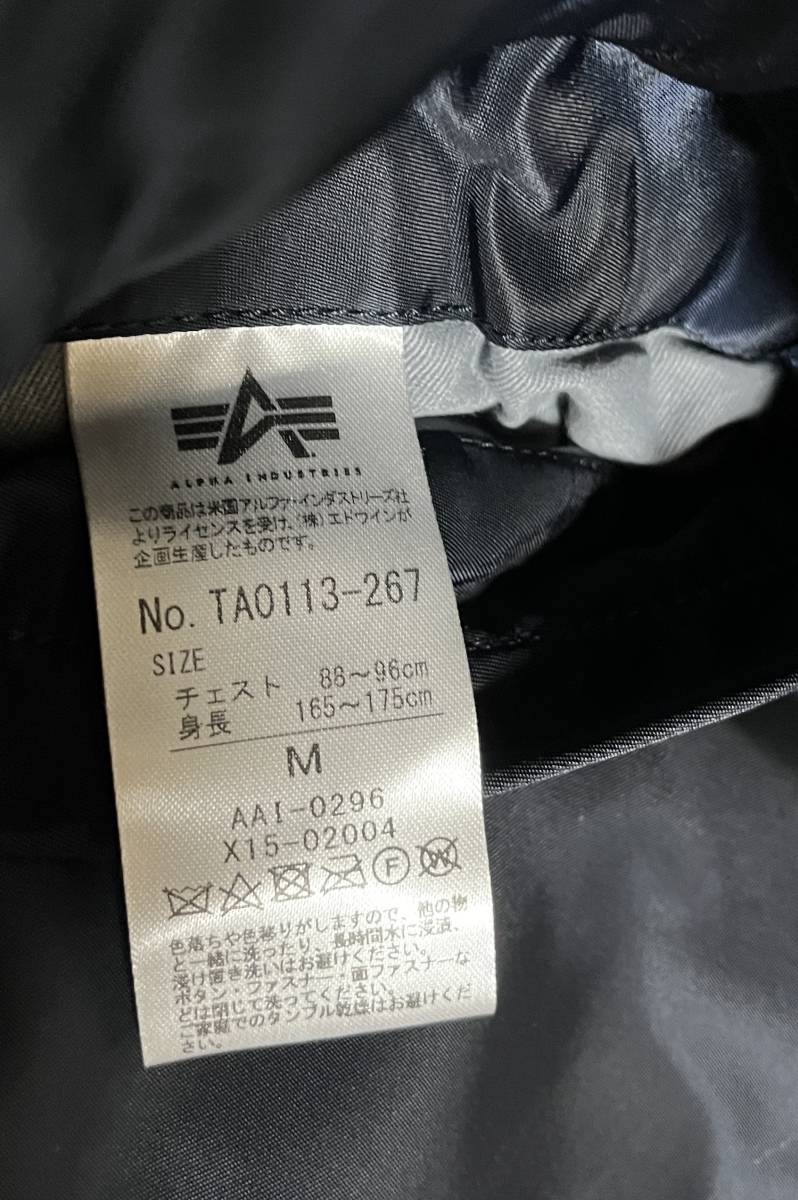 ALPHA INDUSTRIES
この商品は米国アルファ・インダストリーズ社
よりライセンスを受け、(株)エドウインが
企画生産したものです。
No. TA0113-267
SIZE
チェスト 88～96cm
身長 165～175cm
M
AAI-0296
X15-02004
F W
色落ちや色移りがしますので、他の物
と一緒に洗ったり、長時間水に浸漬、
浸け置き洗いはお避けください。
ボタン・ファスナー・面ファスナーな
どは閉じて洗ってください。
ご家庭でのタンブル乾燥はお避けくだ
さい。